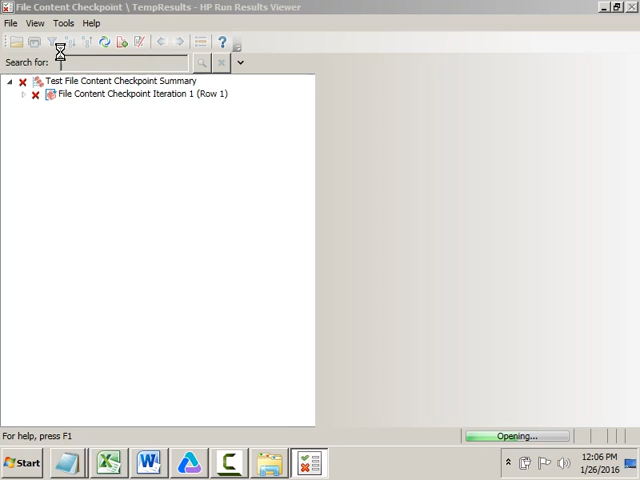 File Content Checkpoint \ TempResults - HP Run Results Viewer
File View Tools Help
Search for:
Test File Content Checkpoint Summary
File Content Checkpoint Iteration 1 (Row 1)
For help, press F1
Opening...
Start
12:06 PM
1/26/2016